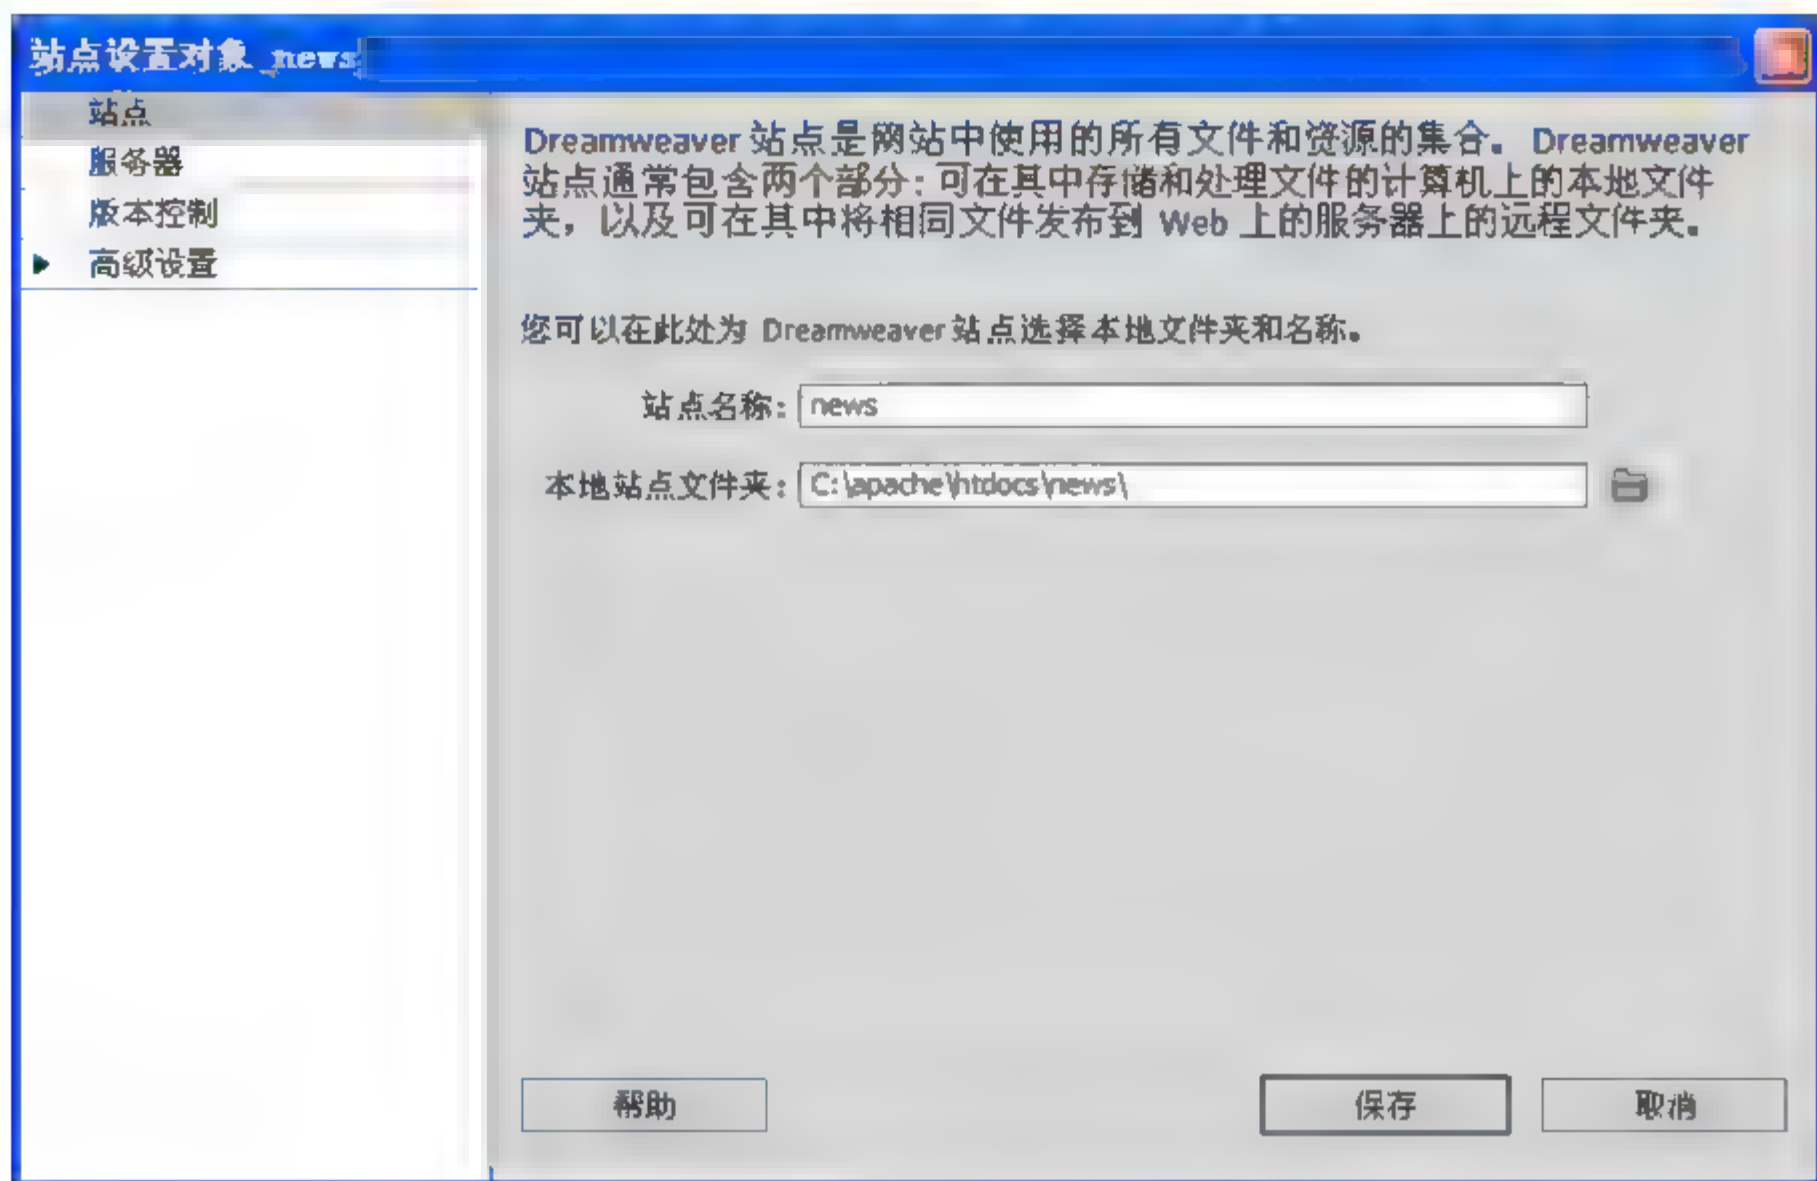 站点设置对象 news
站点
服务器
版本控制
高级设置
Dreamweaver 站点是网站中使用的所有文件和资源的集合。 Dreamweaver
站点通常包含两个部分:可在其中存储和处理文件的计算机上的本地文件
夹，以及可在其中将相同文件发布到 Web 上的服务器上的远程文件夹。
您可以在此处为 Dreamweaver 站点选择本地文件夹和名称。
站点名称: news
本地站点文件夹: C:\apache\htdocs\news\
帮助
保存
取消